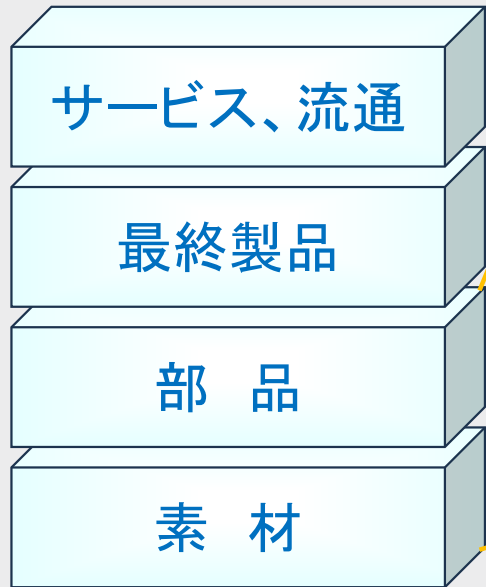 サービス、流通
最終製品
部　品
素　材